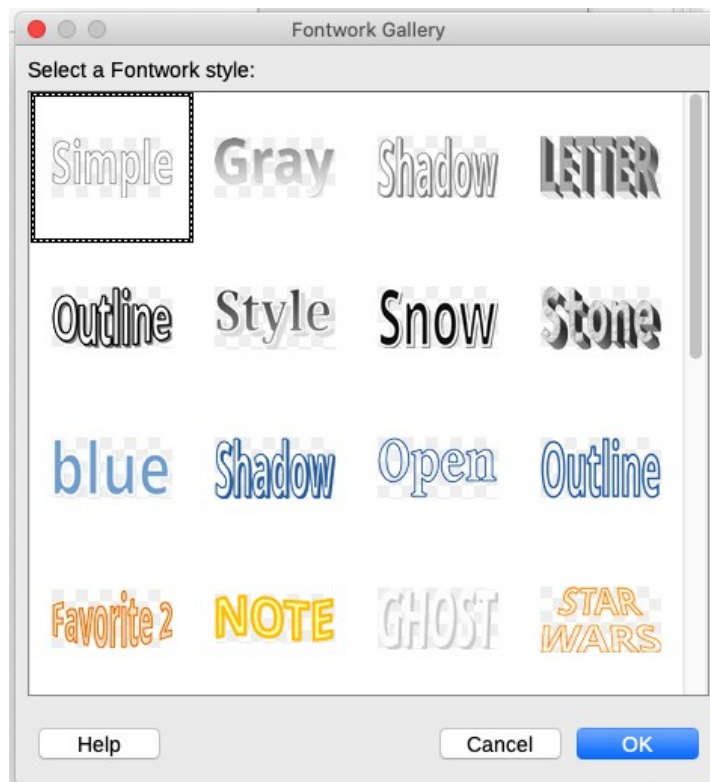 Fontwork Gallery
Select a Fontwork style:
Simple Gray Shadow LETTER
Outline Style Snow Stone
blue Shadow Open Outline
Favorite 2 NOTE GHOST STAR WARS
Help Cancel OK